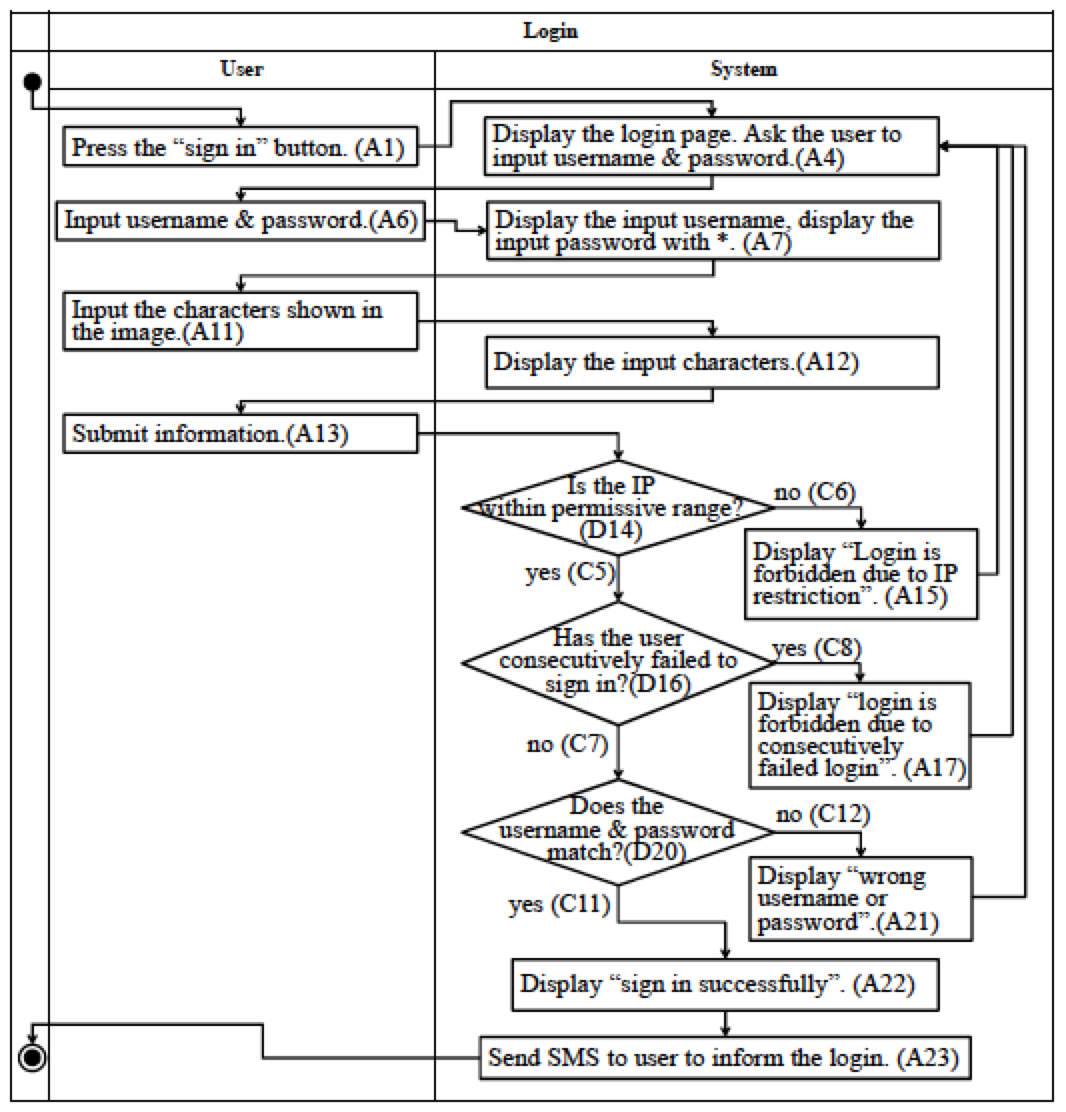 Login
User
System
Press the “sign in” button. (A1)
Display the login page. Ask the user to
input username & password.(A4)
Input username & password.(A6)
Display the input username, display the
input password with *. (A7)
Input the characters shown in
the image.(A11)
Display the input characters.(A12)
Submit information.(A13)
Is the IP
within permissive range?
(D14)
no (C6)
yes (C5)
Display “Login is
forbidden due to IP
restriction”. (A15)
Has the user
consecutively failed to
sign in?(D16)
yes (C8)
no (C7)
Display “login is
forbidden due to
consecutively
failed login”. (A17)
Does the
username & password
match?(D20)
no (C12)
yes (C11)
Display “wrong
username or
password”.(A21)
Display “sign in successfully”. (A22)
Send SMS to user to inform the login. (A23)